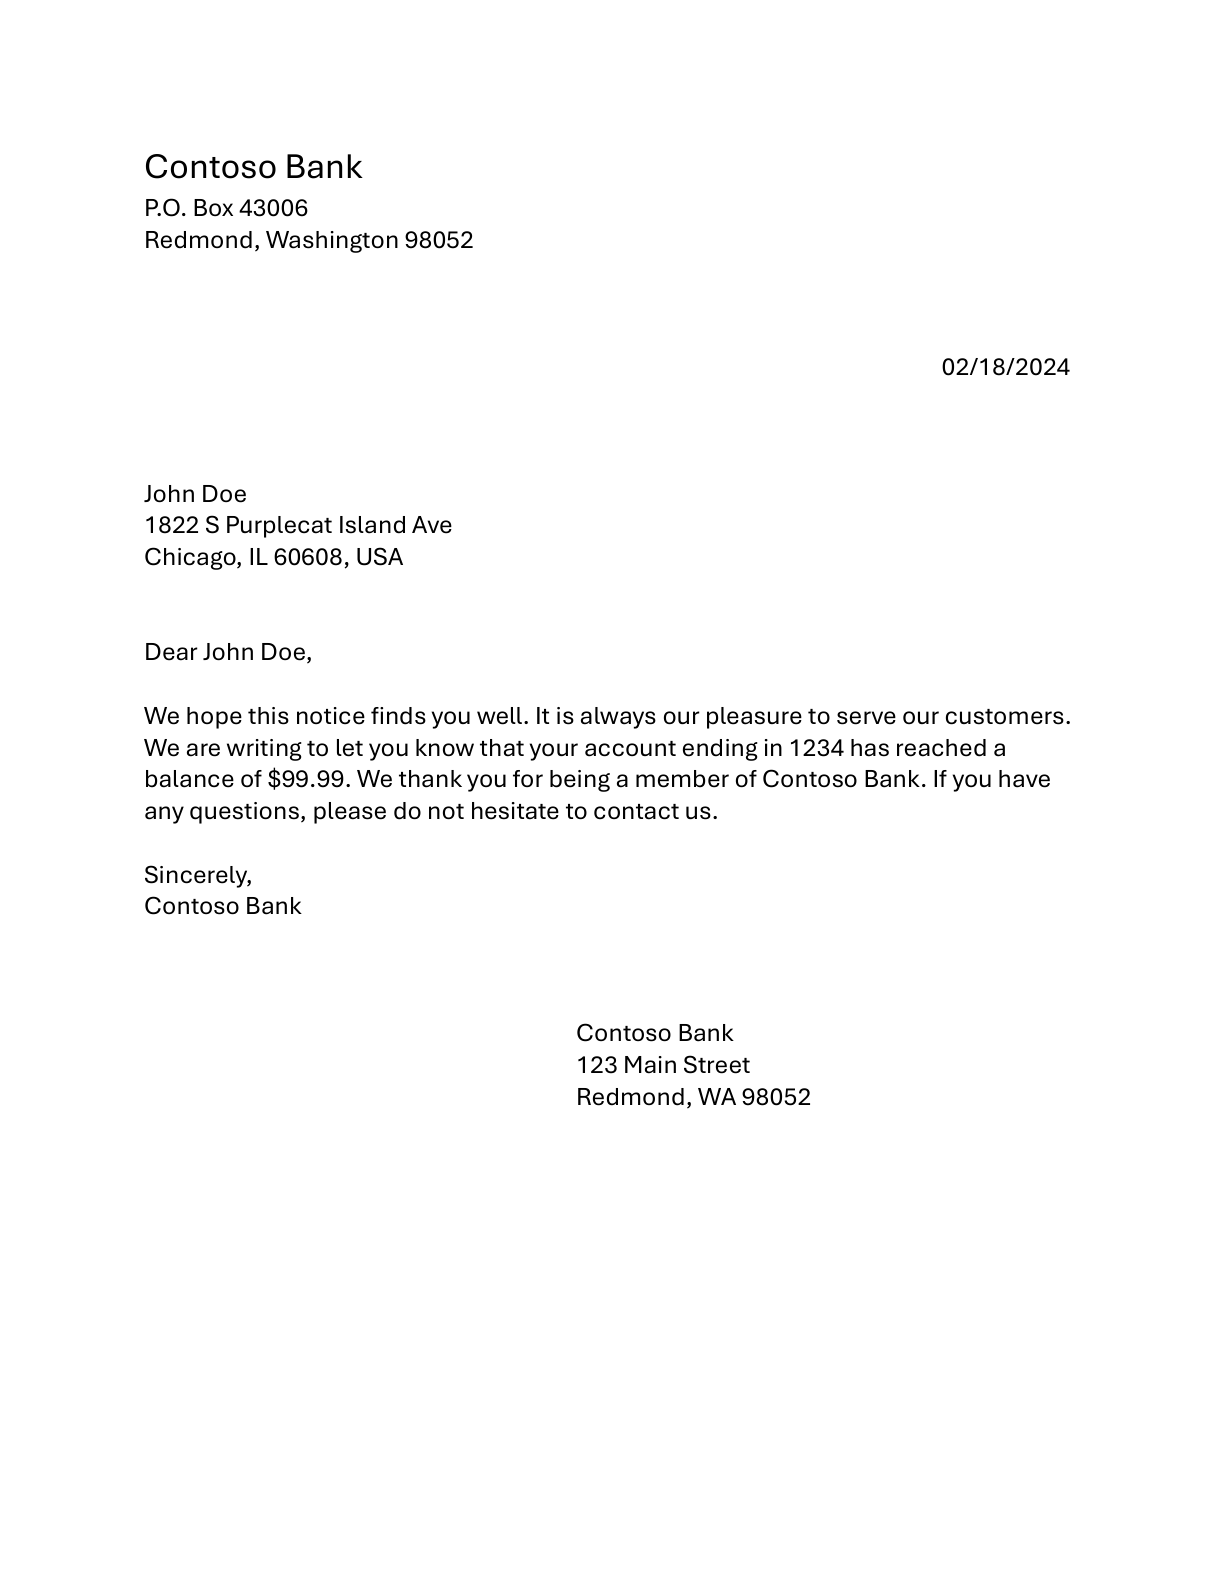 Contoso Bank
P.O. Box 43006
Redmond, Washington 98052
02/18/2024
John Doe
1822 S Purplecat Island Ave
Chicago, IL 60608, USA
Dear John Doe,
We hope this notice finds you well. It is always our pleasure to serve our customers.
We are writing to let you know that your account ending in 1234 has reached a
balance of $99.99. We thank you for being a member of Contoso Bank. If you have
any questions, please do not hesitate to contact us.
Sincerely,
Contoso Bank
Contoso Bank
123 Main Street
Redmond, WA 98052